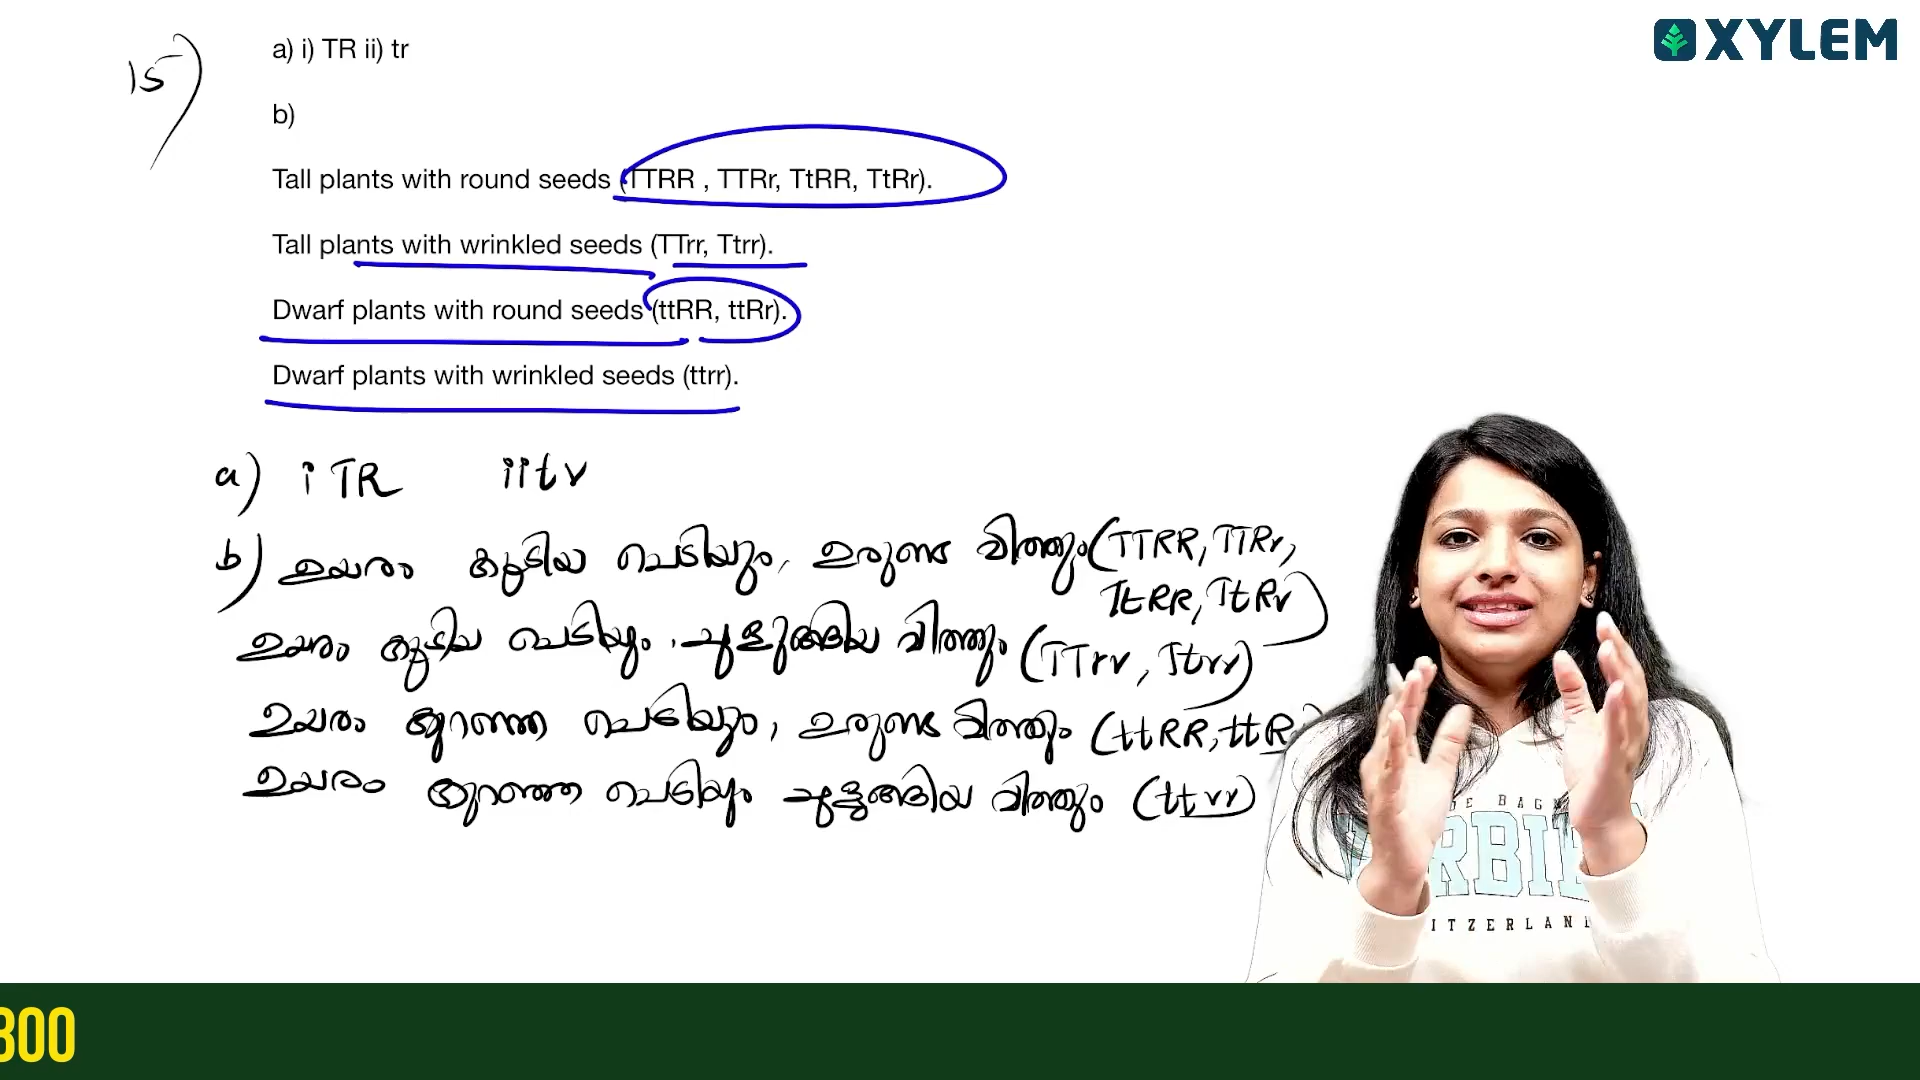 XYLEM
15)
a) i) TR ii) tr
b)
Tall plants with round seeds (TTRR , TTRr, TtRR, TtRr).
Tall plants with wrinkled seeds (TTrr, Ttrr).
Dwarf plants with round seeds (ttRR, ttRr).
Dwarf plants with wrinkled seeds (ttrr).
a) i TR ii tr
b) ഉയരം കൂടിയ ചെടിയും, ഉരുണ്ട വിത്തും (TTRR, TTRr,
TtRR, TtRr)
ഉയരം കൂടിയ ചെടിയും, ചുളുങ്ങിയ വിത്തും (TTrr, Ttrr)
ഉയരം കുറഞ്ഞ ചെടിയും, ഉരുണ്ട വിത്തും (ttRR, ttR
ഉയരം കുറഞ്ഞ ചെടിയും ചുളുങ്ങിയ വിത്തും (ttrr)
ITZERLAN
300